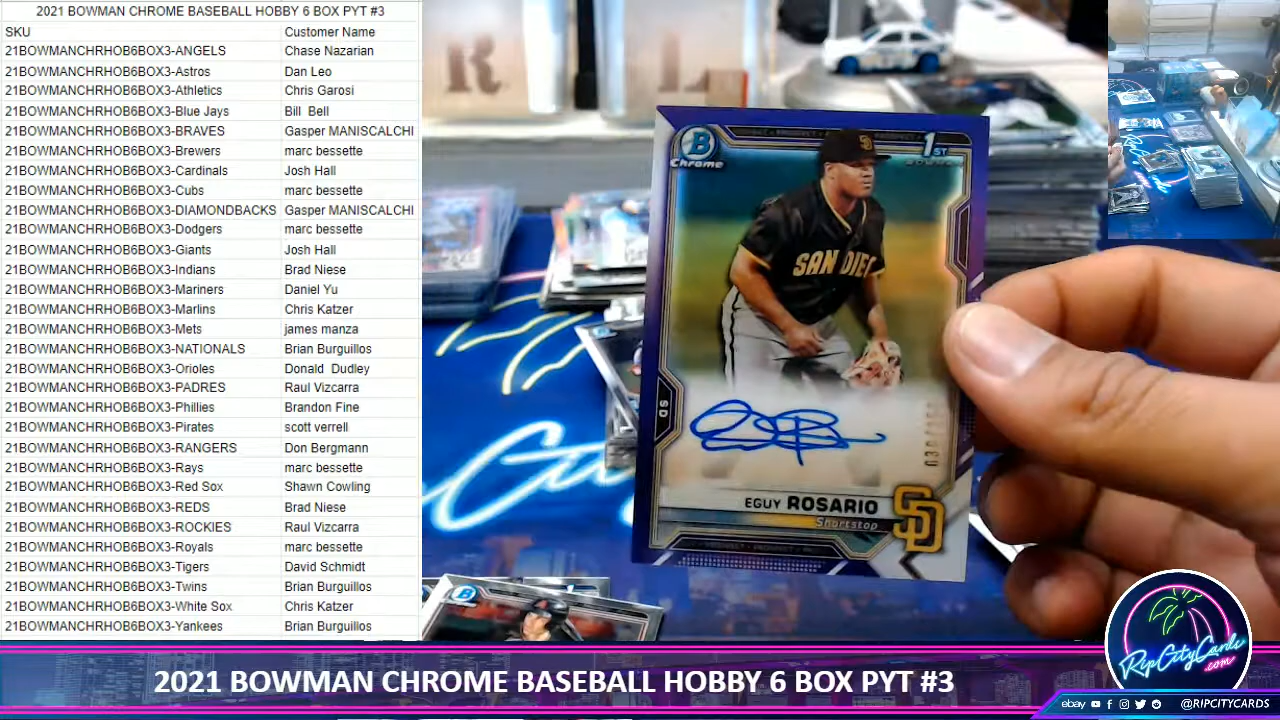 2021 BOWMAN CHROME BASEBALL HOBBY 6 BOX PYT #3
SKU Customer Name
21BOWMANCHRHOB6BOX3-ANGELS Chase Nazarian
21BOWMANCHRHOB6BOX3-Astros Dan Leo
21BOWMANCHRHOB6BOX3-Athletics Chris Garosi
21BOWMANCHRHOB6BOX3-Blue Jays Bill Bell
21BOWMANCHRHOB6BOX3-BRAVES Gasper MANISCALCHI
21BOWMANCHRHOB6BOX3-Brewers marc bessette
21BOWMANCHRHOB6BOX3-Cardinals Josh Hall
21BOWMANCHRHOB6BOX3-Cubs marc bessette
21BOWMANCHRHOB6BOX3-DIAMONDBACKS Gasper MANISCALCHI
21BOWMANCHRHOB6BOX3-Dodgers marc bessette
21BOWMANCHRHOB6BOX3-Giants Josh Hall
21BOWMANCHRHOB6BOX3-Indians Brad Niese
21BOWMANCHRHOB6BOX3-Mariners Daniel Yu
21BOWMANCHRHOB6BOX3-Marlins Chris Katzer
21BOWMANCHRHOB6BOX3-Mets james manza
21BOWMANCHRHOB6BOX3-NATIONALS Brian Burguillos
21BOWMANCHRHOB6BOX3-Orioles Donald Dudley
21BOWMANCHRHOB6BOX3-PADRES Raul Vizcarra
21BOWMANCHRHOB6BOX3-Phillies Brandon Fine
21BOWMANCHRHOB6BOX3-Pirates scott verrell
21BOWMANCHRHOB6BOX3-RANGERS Don Bergmann
21BOWMANCHRHOB6BOX3-Rays marc bessette
21BOWMANCHRHOB6BOX3-Red Sox Shawn Cowling
21BOWMANCHRHOB6BOX3-REDS Brad Niese
21BOWMANCHRHOB6BOX3-ROCKIES Raul Vizcarra
21BOWMANCHRHOB6BOX3-Royals marc bessette
21BOWMANCHRHOB6BOX3-Tigers David Schmidt
21BOWMANCHRHOB6BOX3-Twins Brian Burguillos
21BOWMANCHRHOB6BOX3-White Sox Chris Katzer
21BOWMANCHRHOB6BOX3-Yankees Brian Burguillos
R L
B
Chrome
1ST
SAN DIEG
SD
EGUY ROSARIO
Shortstop
SD
B
2021 BOWMAN CHROME BASEBALL HOBBY 6 BOX PYT #3
RipCityCards
.com
ebay @RIPCITYCARDS